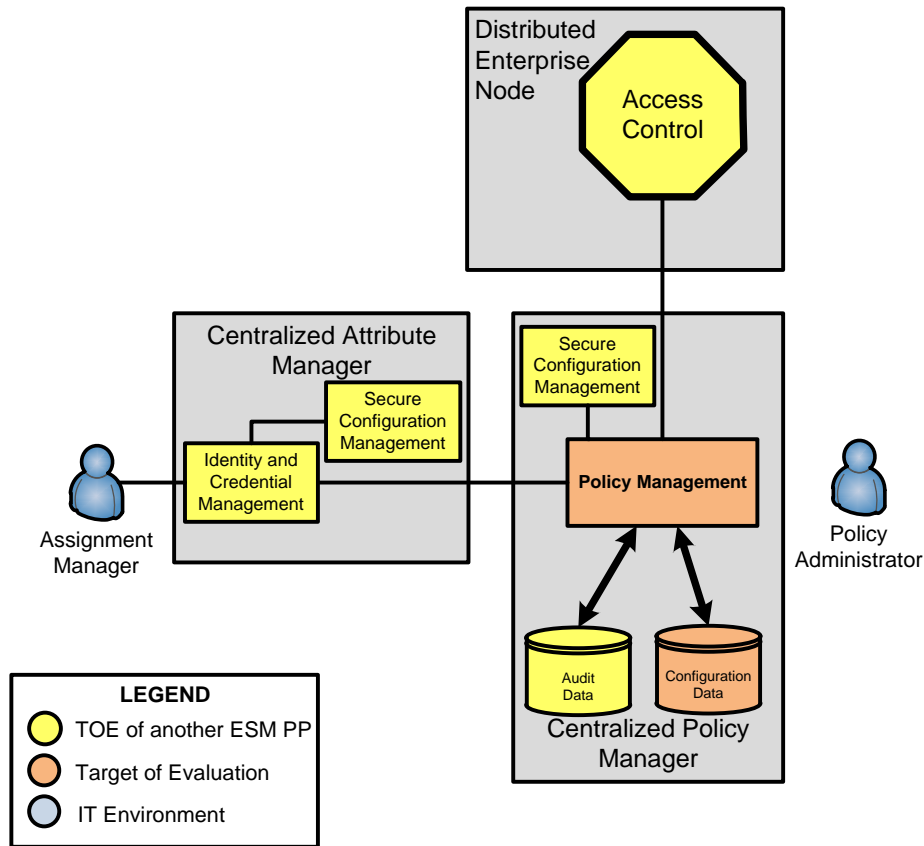 Distributed
Enterprise
Node
Access
Control
Centralized Attribute
Manager
Secure
Configuration
Management
Identity and
Credential
Management
Assignment
Manager
Secure
Configuration
Management
Policy Management
Policy
Administrator
Audit
Data
Configuration
Data
Centralized Policy
Manager
LEGEND
TOE of another ESM PP
Target of Evaluation
IT Environment